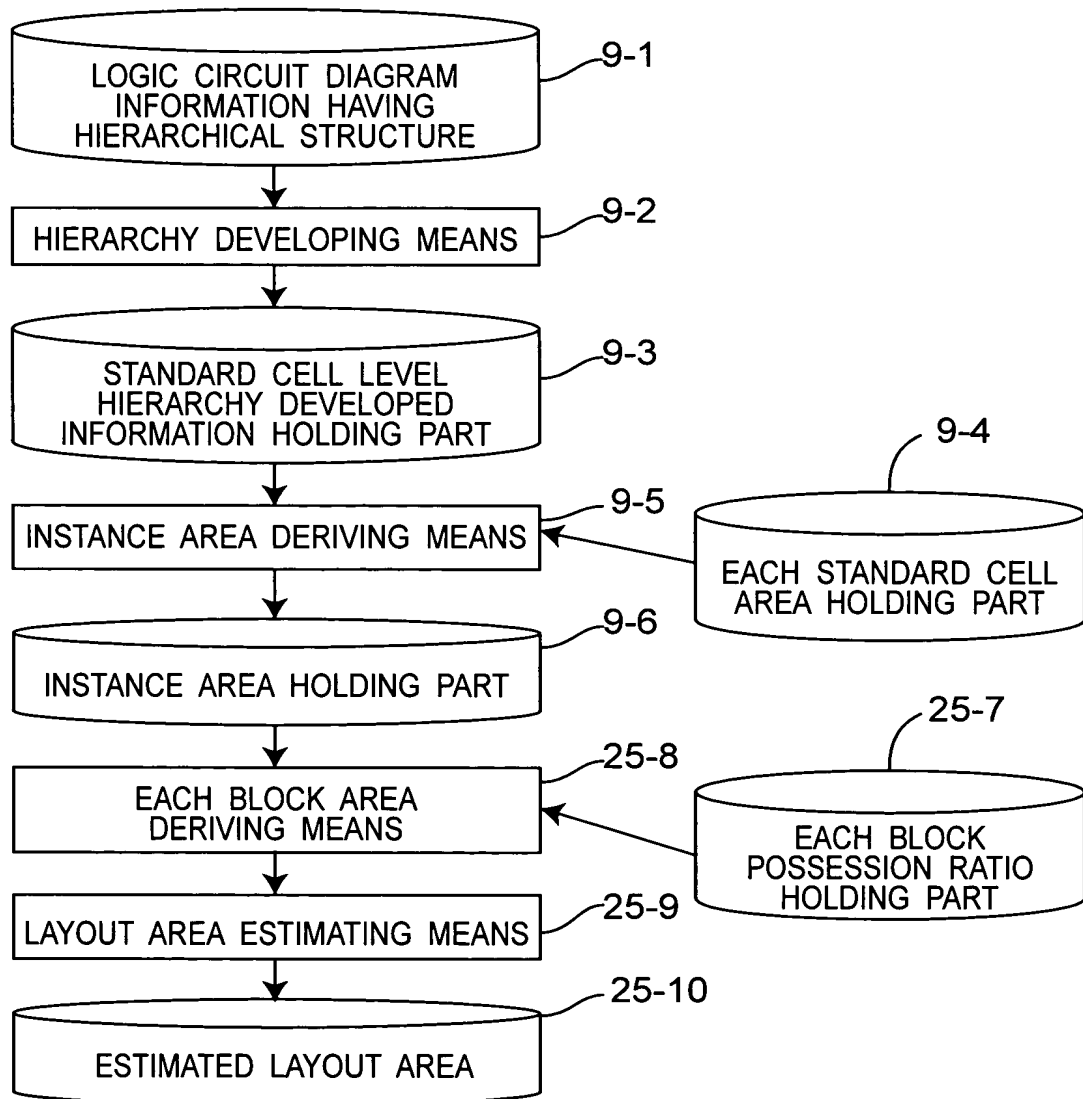 LOGIC CIRCUIT DIAGRAM
INFORMATION HAVING
HIERARCHICAL STRUCTURE
9-1
HIERARCHY DEVELOPING MEANS
9-2
STANDARD CELL LEVEL
HIERARCHY DEVELOPED
INFORMATION HOLDING PART
9-3
9-4
EACH STANDARD CELL
AREA HOLDING PART
INSTANCE AREA DERIVING MEANS
9-5
INSTANCE AREA HOLDING PART
9-6
25-7
EACH BLOCK
POSSESSION RATIO
HOLDING PART
EACH BLOCK AREA
DERIVING MEANS
25-8
LAYOUT AREA ESTIMATING MEANS
25-9
ESTIMATED LAYOUT AREA
25-10